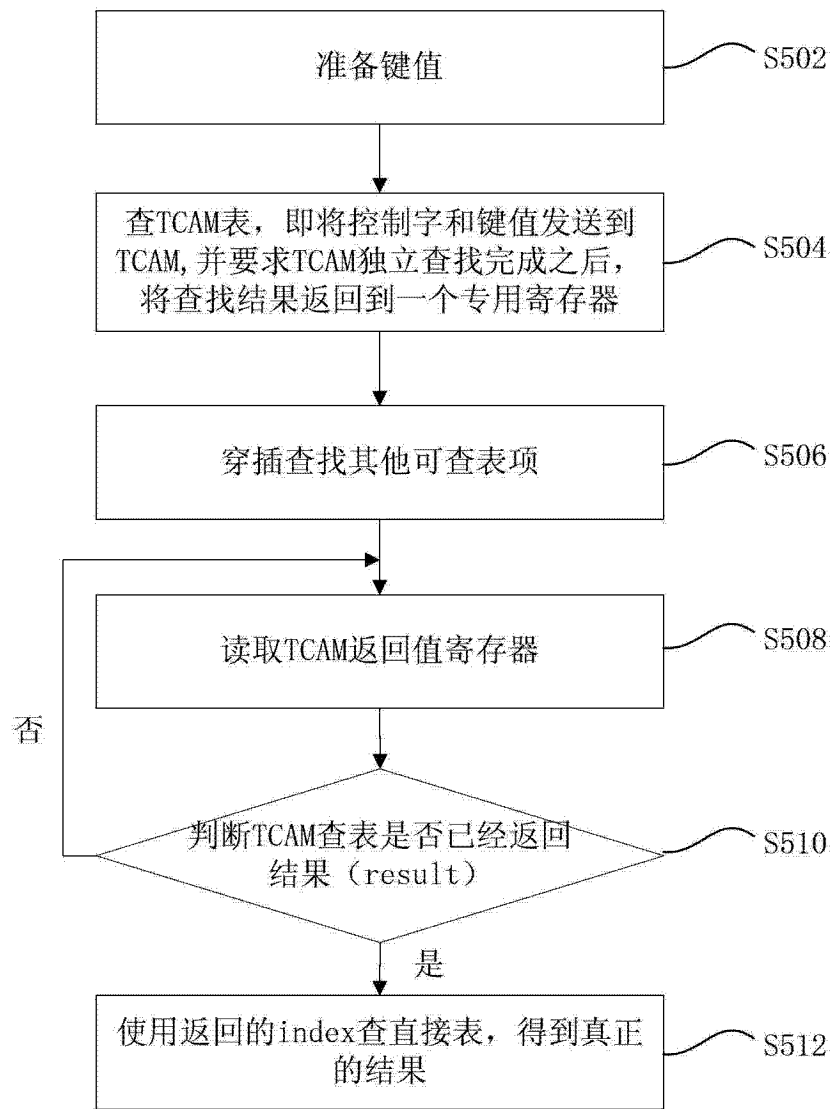 准备键值
S502
查TCAM表，即将控制字和键值发送到
TCAM,并要求TCAM独立查找完成之后，
将查找结果返回到一个专用寄存器
S504
穿插查找其他可查表项
S506
读取TCAM返回值寄存器
S508
否
判断TCAM查表是否已经返回
结果（result）
S510
是
使用返回的index查直接表，得到真正
的结果
S512